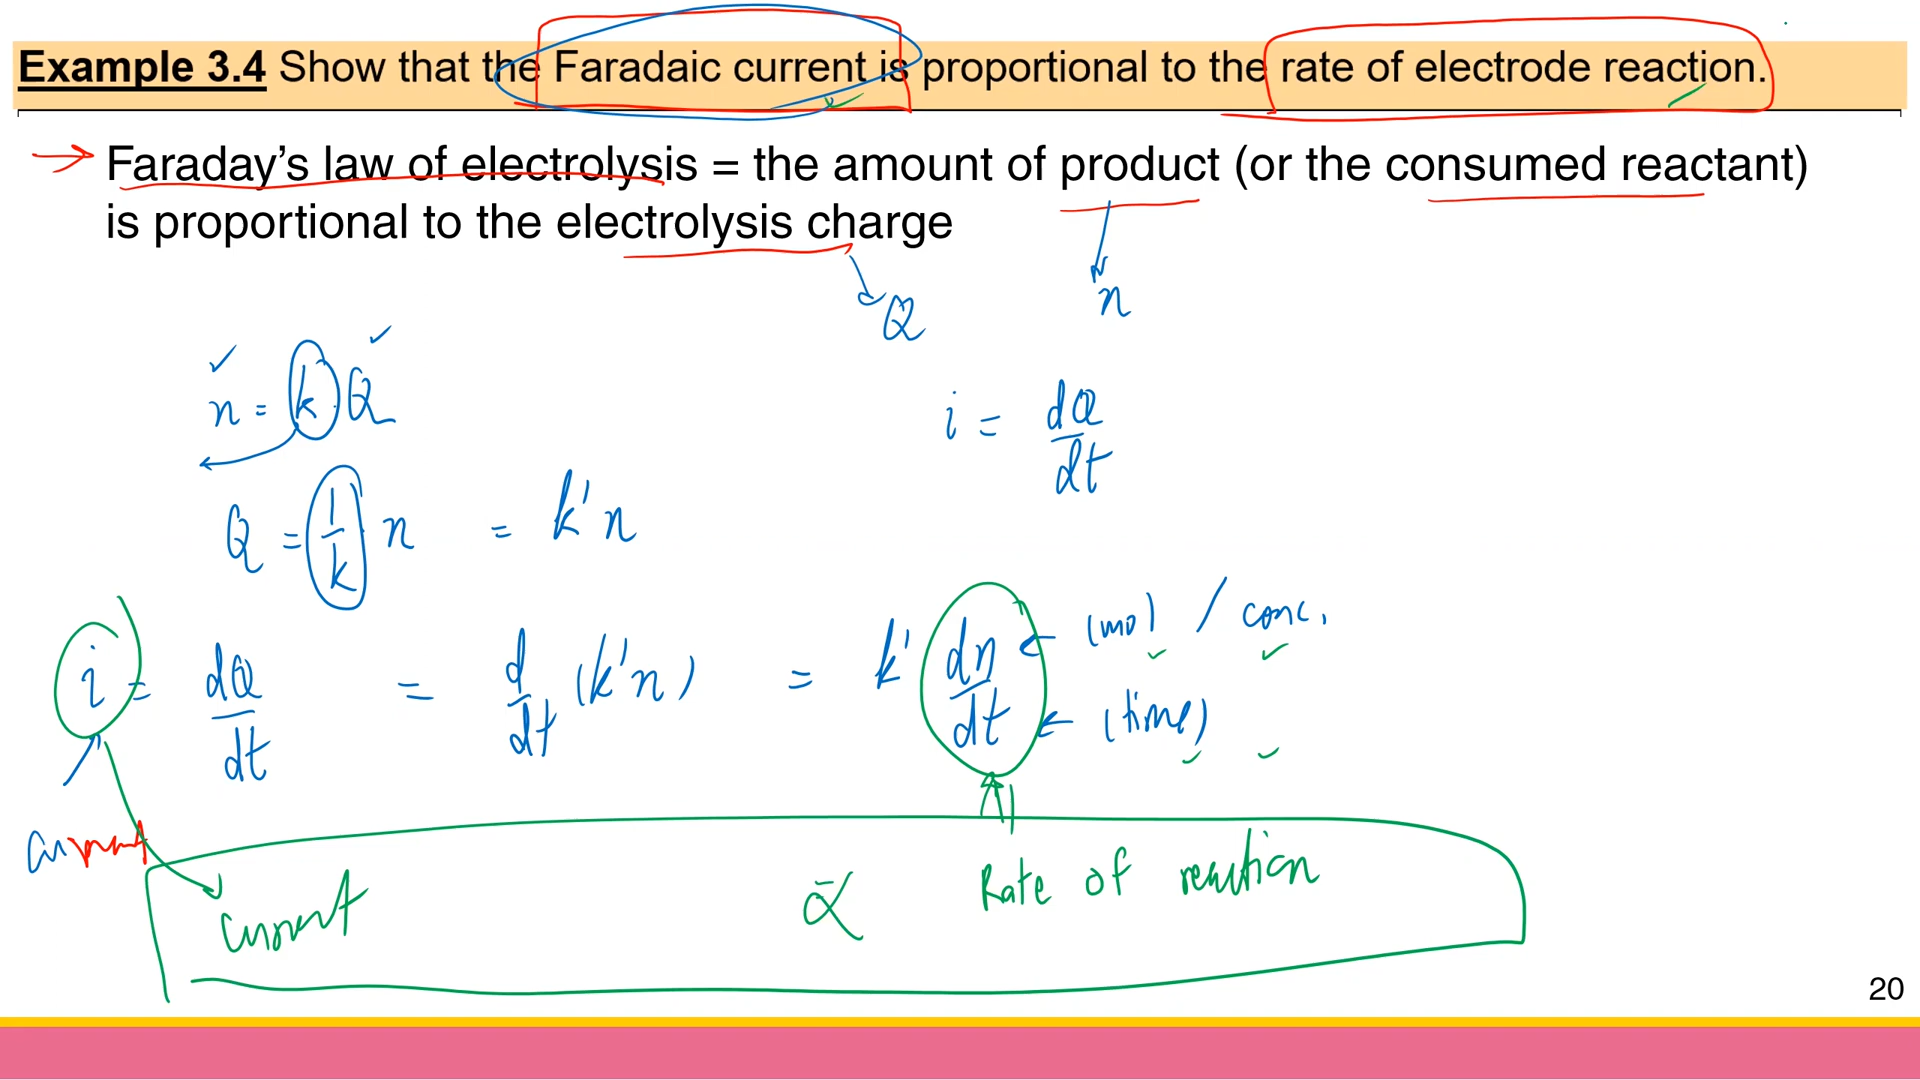 Example 3.4 Show that the Faradaic current is proportional to the rate of electrode reaction.
Faraday’s law of electrolysis = the amount of product (or the consumed reactant)
is proportional to the electrolysis charge
Q
n
n = k Q
i = dQ/dt
Q = 1/k n = k'n
i = dQ/dt = d/dt (k'n) = k' dn/dt
(mol) / conc.
(time)
current
Current α Rate of reaction
20